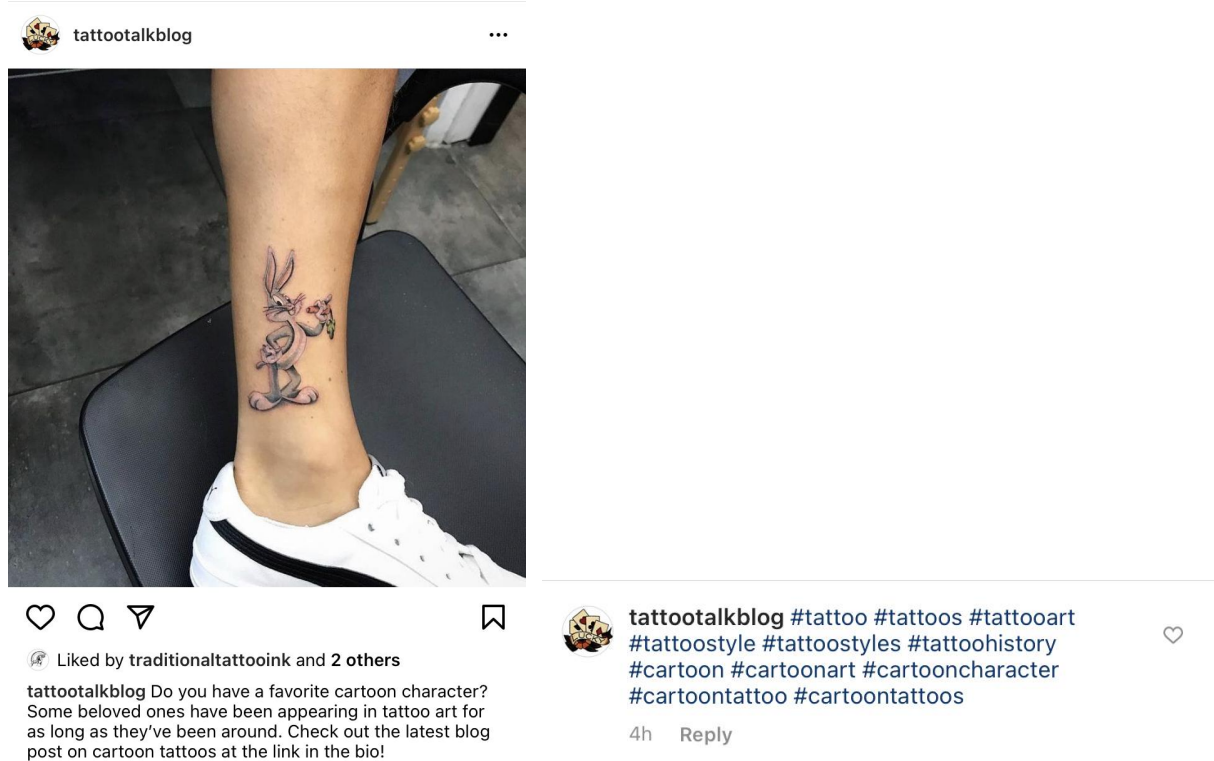 tattootalkblog
Liked by traditionaltattooink and 2 others
tattootalkblog Do you have a favorite cartoon character?
Some beloved ones have been appearing in tattoo art for
as long as they've been around. Check out the latest blog
post on cartoon tattoos at the link in the bio!
tattootalkblog #tattoo #tattoos #tattooart
#tattoostyle #tattoostyles #tattoohistory
#cartoon #cartoonart #cartooncharacter
#cartoontattoo #cartoontattoos
4h Reply